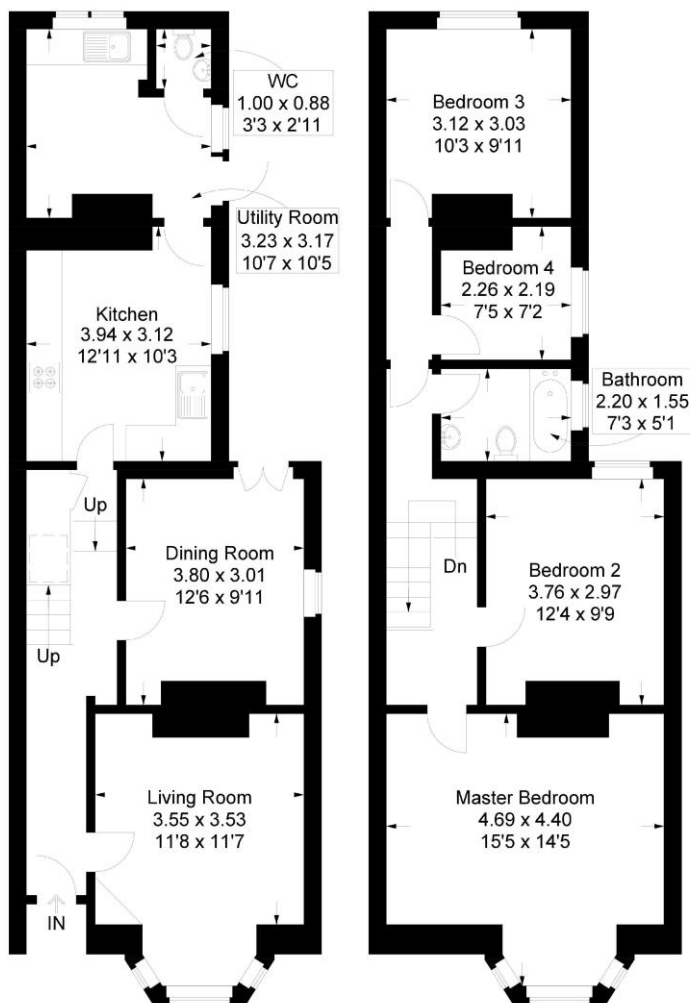 WC
1.00 x 0.88
3'3 x 2'11
Utility Room
3.23 x 3.17
10'7 x 10'5
Kitchen
3.94 x 3.12
12'11 x 10'3
Up
Dining Room
3.80 x 3.01
12'6 x 9'11
Up
Living Room
3.55 x 3.53
11'8 x 11'7
IN
Bedroom 3
3.12 x 3.03
10'3 x 9'11
Bedroom 4
2.26 x 2.19
7'5 x 7'2
Bathroom
2.20 x 1.55
7'3 x 5'1
Dn
Bedroom 2
3.76 x 2.97
12'4 x 9'9
Master Bedroom
4.69 x 4.40
15'5 x 14'5